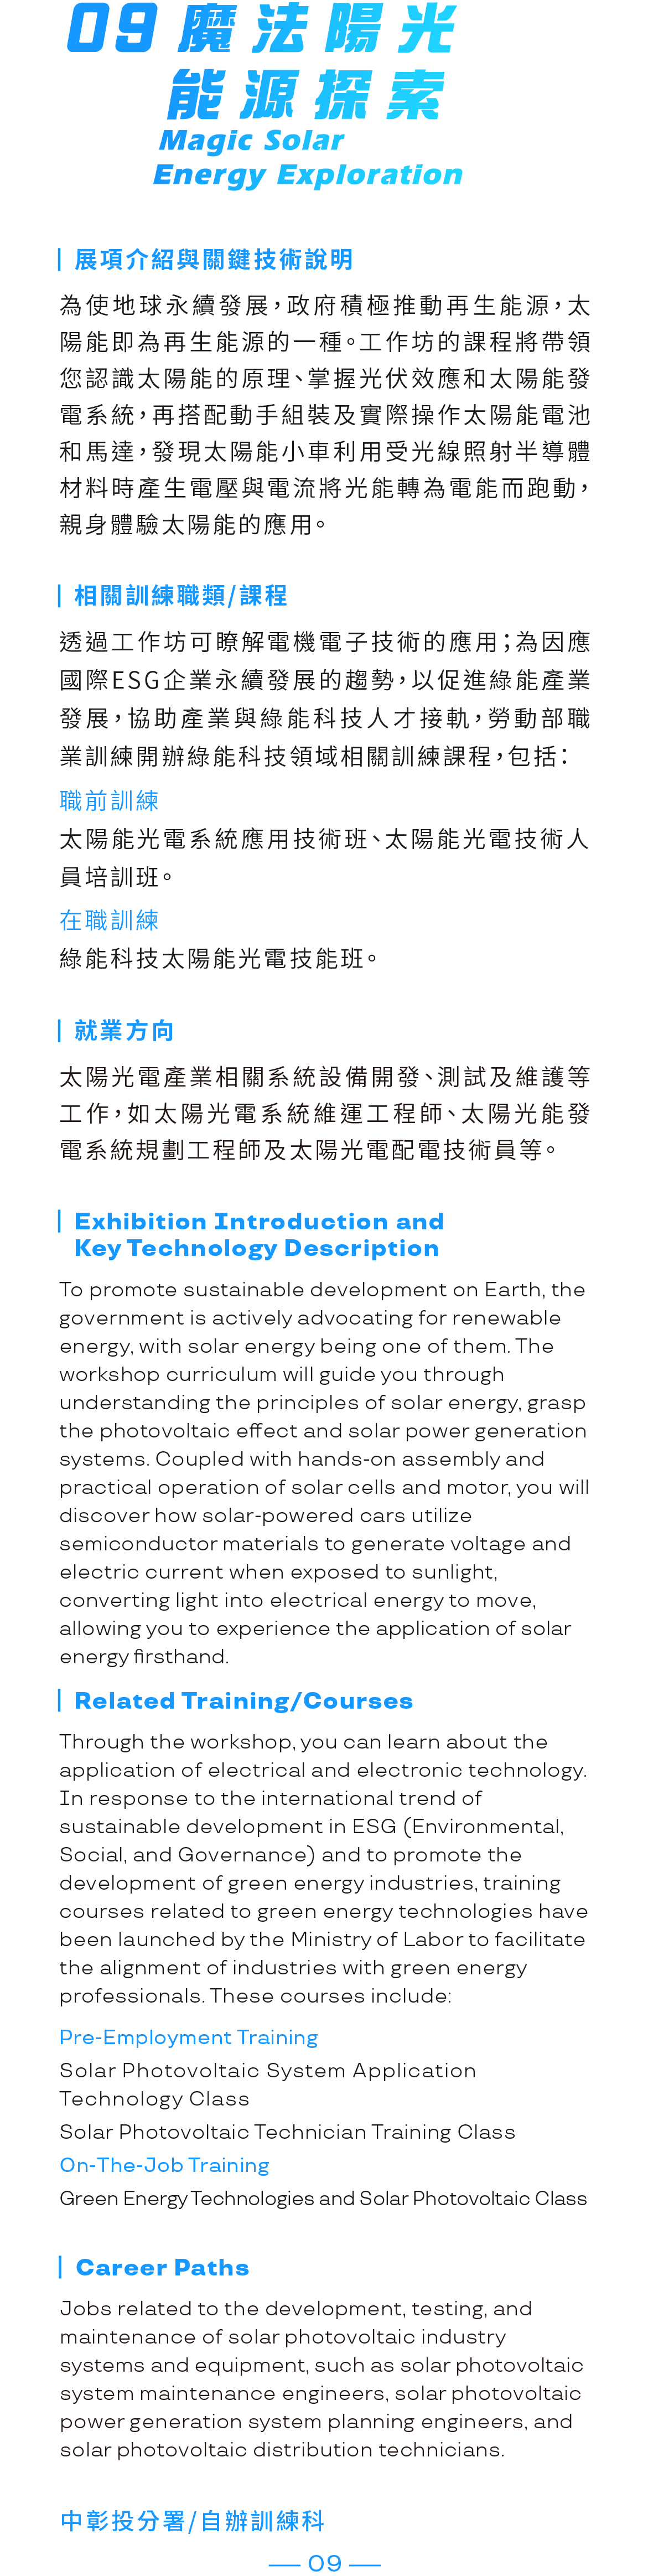 09 魔法陽光
能源探索
Magic Solar
Energy Exploration
展項介紹與關鍵技術說明
為使地球永續發展，政府積極推動再生能源，太
陽能即為再生能源的一種。工作坊的課程將帶領
您認識太陽能的原理、掌握光伏效應和太陽能發
電系統，再搭配動手組裝及實際操作太陽能電池
和馬達，發現太陽能小車利用受光線照射半導體
材料時產生電壓與電流將光能轉為電能而跑動，
親身體驗太陽能的應用。
相關訓練職類/課程
透過工作坊可瞭解電機電子技術的應用；為因應
國際ESG企業永續發展的趨勢，以促進綠能產業
發展，協助產業與綠能科技人才接軌，勞動部職
業訓練開辦綠能科技領域相關訓練課程，包括：
職前訓練
太陽能光電系統應用技術班、太陽能光電技術人
員培訓班。
在職訓練
綠能科技太陽能光電技能班。
就業方向
太陽光電產業相關系統設備開發、測試及維護等
工作，如太陽光電系統維運工程師、太陽光能發
電系統規劃工程師及太陽光電配電技術員等。
Exhibition Introduction and
Key Technology Description
To promote sustainable development on Earth, the
government is actively advocating for renewable
energy, with solar energy being one of them. The
workshop curriculum will guide you through
understanding the principles of solar energy, grasp
the photovoltaic effect and solar power generation
systems. Coupled with hands-on assembly and
practical operation of solar cells and motor, you will
discover how solar-powered cars utilize
semiconductor materials to generate voltage and
electric current when exposed to sunlight,
converting light into electrical energy to move,
allowing you to experience the application of solar
energy firsthand.
Related Training/Courses
Through the workshop, you can learn about the
application of electrical and electronic technology.
In response to the international trend of
sustainable development in ESG (Environmental,
Social, and Governance) and to promote the
development of green energy industries, training
courses related to green energy technologies have
been launched by the Ministry of Labor to facilitate
the alignment of industries with green energy
professionals. These courses include:
Pre-Employment Training
Solar Photovoltaic System Application
Technology Class
Solar Photovoltaic Technician Training Class
On-The-Job Training
Green Energy Technologies and Solar Photovoltaic Class
Career Paths
Jobs related to the development, testing, and
maintenance of solar photovoltaic industry
systems and equipment, such as solar photovoltaic
system maintenance engineers, solar photovoltaic
power generation system planning engineers, and
solar photovoltaic distribution technicians.
中彰投分署/自辦訓練科
— 09 —